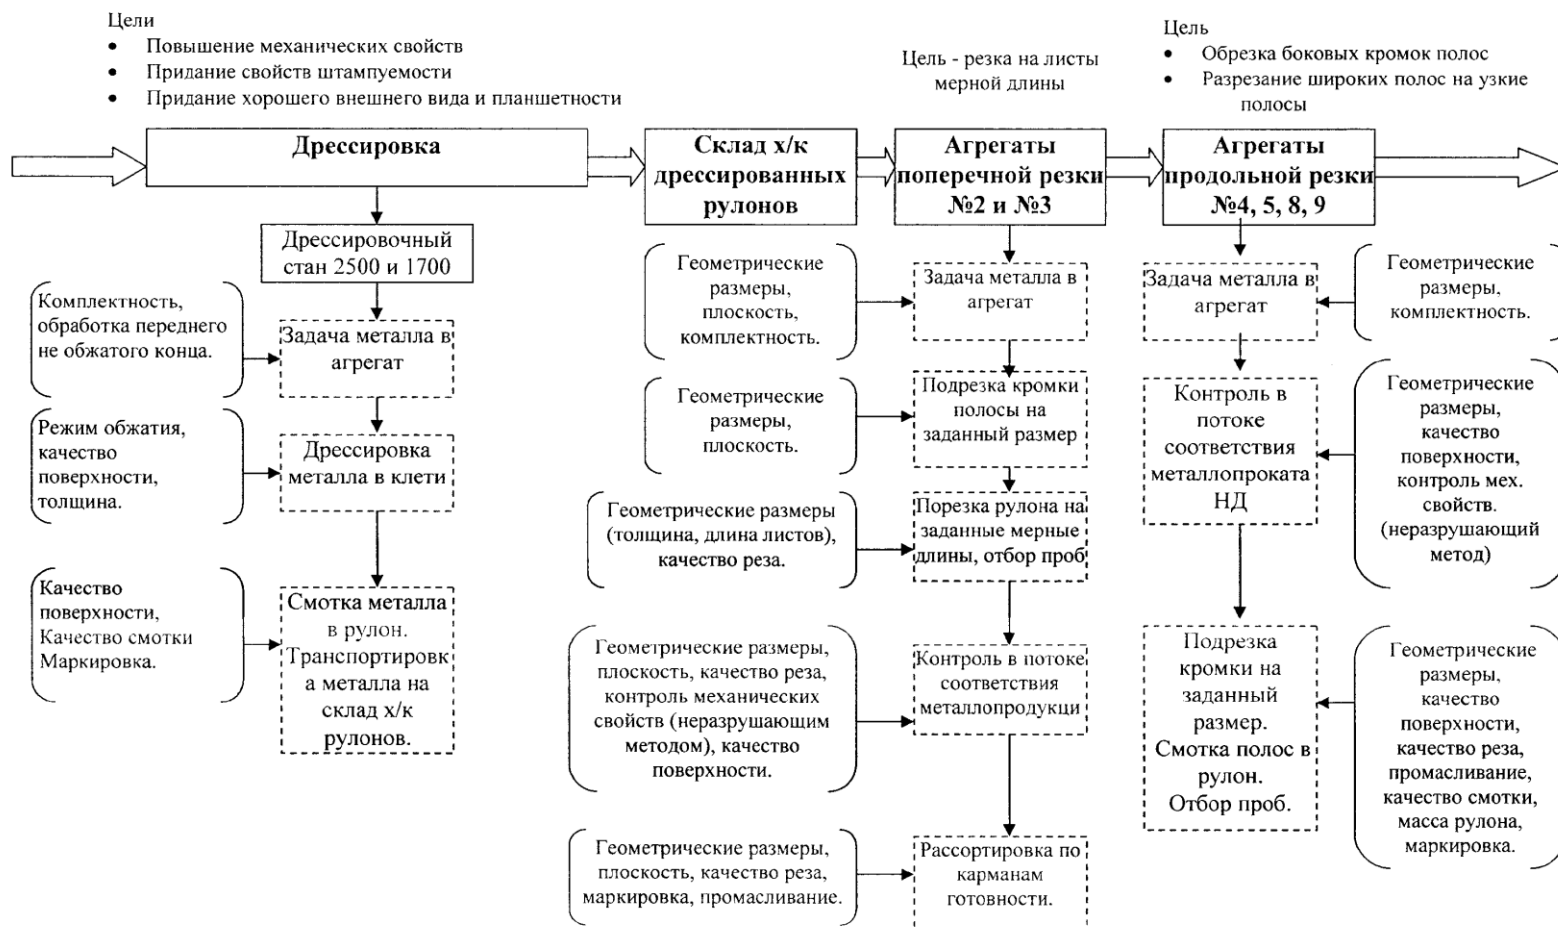 Цели
• Повышение механических свойств
• Придание свойств штампуемости
• Придание хорошего внешнего вида и планшетности
Цель - резка на листы
мерной длины
Цель
• Обрезка боковых кромок полос
• Разрезание широких полос на узкие
полосы
Дрессировка
Склад х/к
дрессированных
рулонов
Агрегаты
поперечной резки
№2 и №3
Агрегаты
продольной резки
№4, 5, 8, 9
Дрессировочный
стан 2500 и 1700
Комплектность,
обработка переднего
не обжатого конца.
Задача металла в
агрегат
Режим обжатия,
качество
поверхности,
толщина.
Дрессировка
металла в клети
Качество
поверхности,
Качество смотки
Маркировка.
Смотка металла
в рулон.
Транспортировк
а металла на
склад х/к
рулонов.
Геометрические
размеры,
плоскость,
комплектность.
Задача металла в
агрегат
Геометрические
размеры,
плоскость.
Подрезка кромки
полосы на
заданный размер
Геометрические размеры
(толщина, длина листов),
качество реза.
Порезка рулона на
заданные мерные
длины, отбор проб
Геометрические размеры,
плоскость, качество реза,
контроль механических
свойств (неразрушающим
методом), качество
поверхности.
Контроль в потоке
соответствия
металлопродукци
Геометрические размеры,
плоскость, качество реза,
маркировка, промасливание.
Рассортировка по
карманам
готовности.
Задача металла в
агрегат
Геометрические
размеры,
комплектность.
Контроль в
потоке
соответствия
металлопроката
НД
Геометрические
размеры,
качество
поверхности,
контроль мех.
свойств.
(неразрушающий
метод)
Подрезка
кромки на
заданный
размер.
Смотка полос в
рулон.
Отбор проб.
Геометрические
размеры,
качество
поверхности,
качество реза,
промасливание,
качество смотки,
масса рулона,
маркировка.